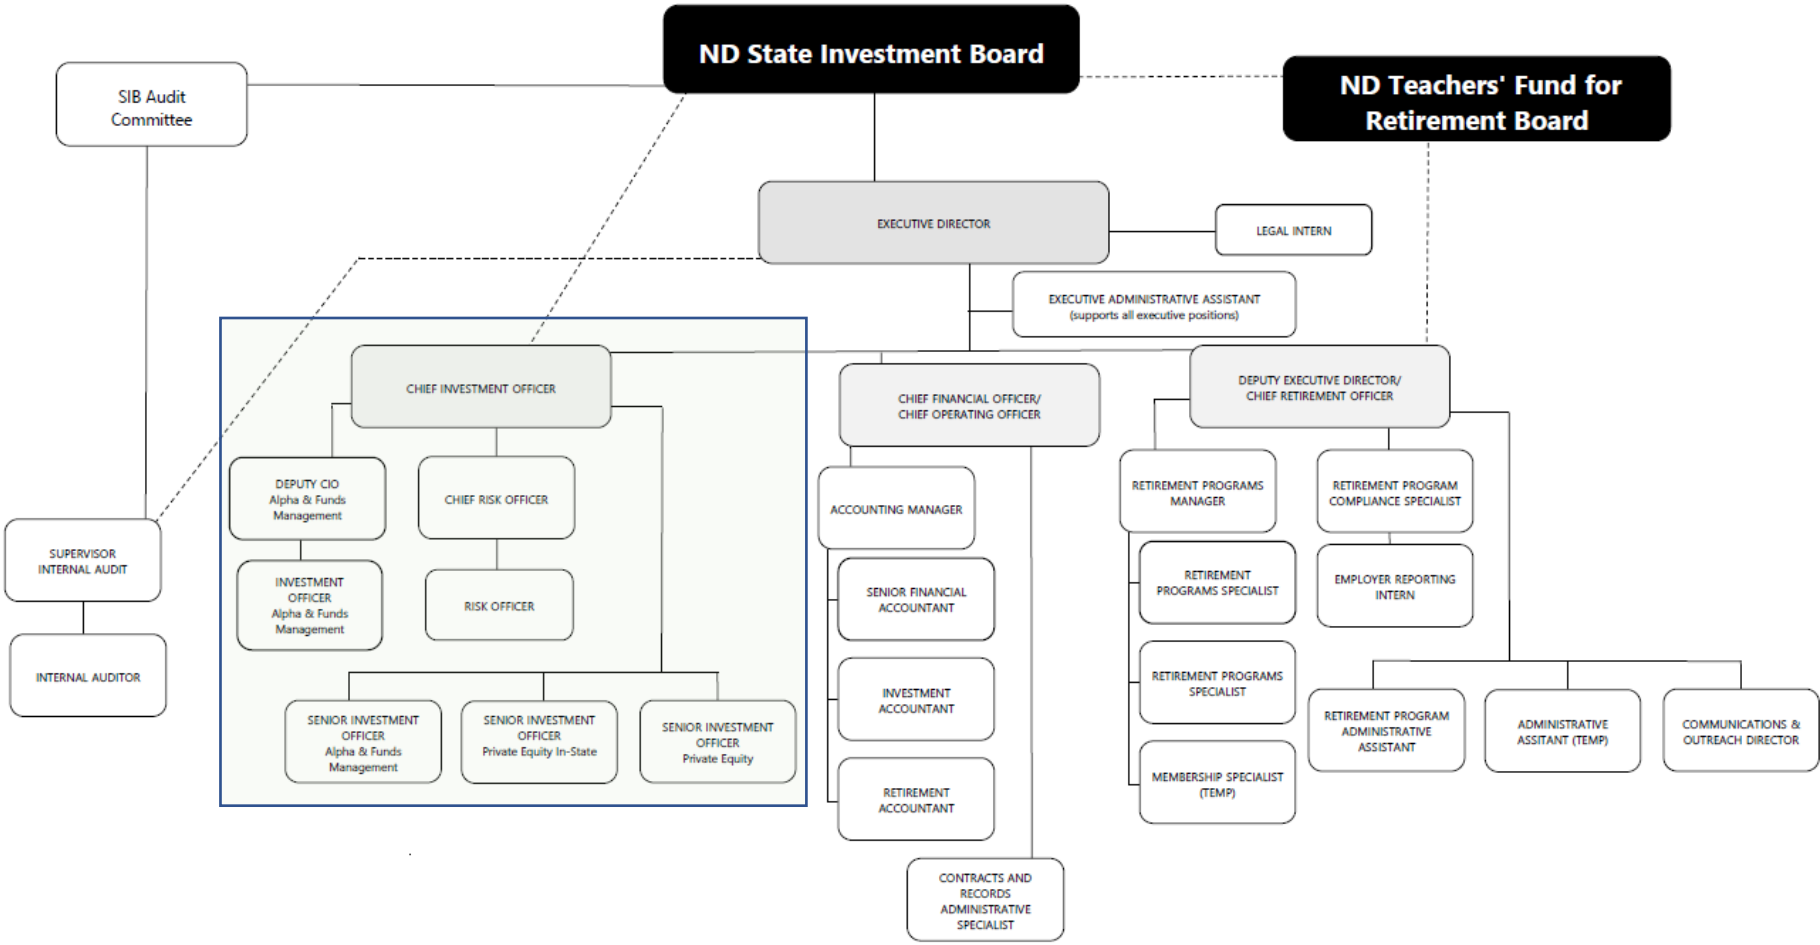 ND State Investment Board
ND Teachers' Fund for
Retirement Board
SIB Audit
Committee
EXECUTIVE DIRECTOR
LEGAL INTERN
EXECUTIVE ADMINISTRATIVE ASSISTANT
(supports all executive positions)
CHIEF INVESTMENT OFFICER
CHIEF FINANCIAL OFFICER/
CHIEF OPERATING OFFICER
DEPUTY EXECUTIVE DIRECTOR/
CHIEF RETIREMENT OFFICER
DEPUTY CIO
Alpha & Funds
Management
CHIEF RISK OFFICER
ACCOUNTING MANAGER
RETIREMENT PROGRAMS
MANAGER
RETIREMENT PROGRAM
COMPLIANCE SPECIALIST
SUPERVISOR
INTERNAL AUDIT
INVESTMENT
OFFICER
Alpha & Funds
Management
RISK OFFICER
SENIOR FINANCIAL
ACCOUNTANT
RETIREMENT
PROGRAMS SPECIALIST
EMPLOYER REPORTING
INTERN
INTERNAL AUDITOR
INVESTMENT
ACCOUNTANT
RETIREMENT PROGRAMS
SPECIALIST
SENIOR INVESTMENT
OFFICER
Alpha & Funds
Management
SENIOR INVESTMENT
OFFICER
Private Equity In-State
SENIOR INVESTMENT
OFFICER
Private Equity
RETIREMENT
ACCOUNTANT
MEMBERSHIP SPECIALIST
(TEMP)
RETIREMENT PROGRAM
ADMINISTRATIVE
ASSISTANT
ADMINISTRATIVE
ASSITANT (TEMP)
COMMUNICATIONS &
OUTREACH DIRECTOR
CONTRACTS AND
RECORDS
ADMINISTRATIVE
SPECIALIST